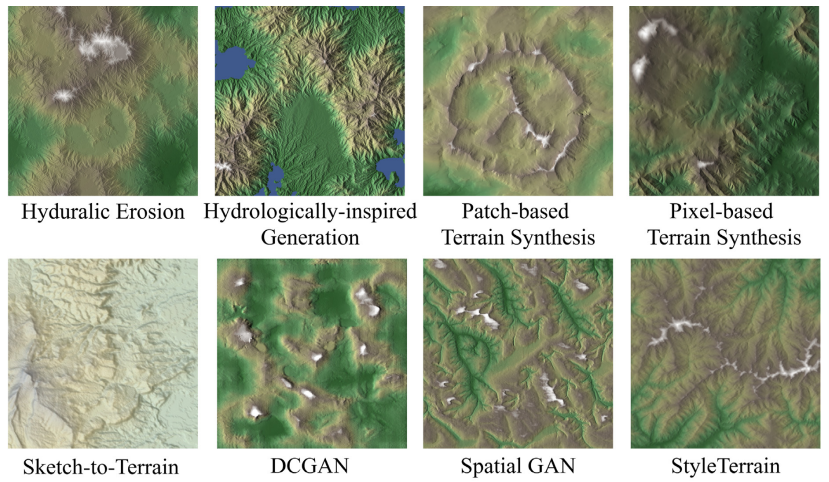 Hyduralic Erosion
Hydrologically-inspired
Generation
Patch-based
Terrain Synthesis
Pixel-based
Terrain Synthesis
Sketch-to-Terrain
DCGAN
Spatial GAN
StyleTerrain